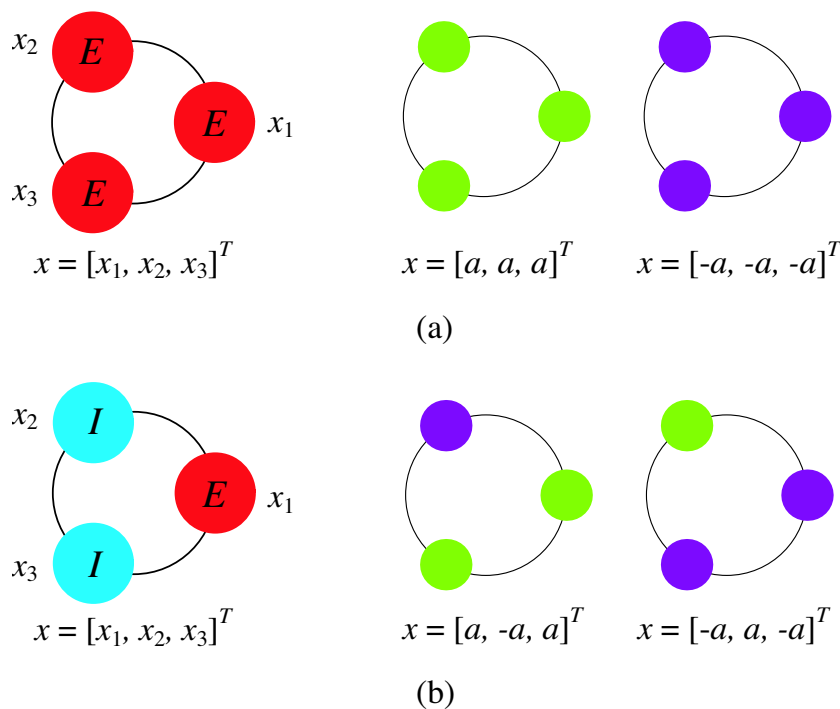 x₂ E
E x₁
x₃ E
x = [x₁, x₂, x₃]ᵀ x = [a, a, a]ᵀ x = [-a, -a, -a]ᵀ
(a)
x₂ I
E x₁
x₃ I
x = [x₁, x₂, x₃]ᵀ x = [a, -a, a]ᵀ x = [-a, a, -a]ᵀ
(b)